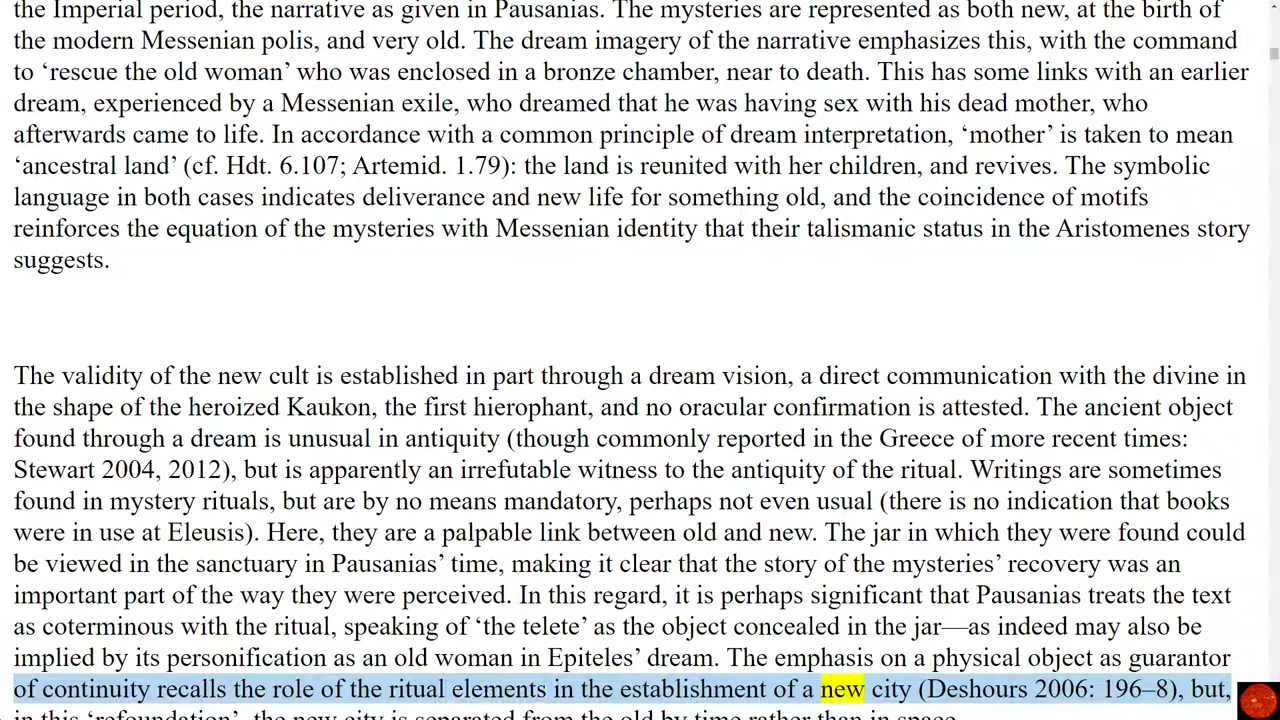 the Imperial period, the narrative as given in Pausanias. The mysteries are represented as both new, at the birth of
the modern Messenian polis, and very old. The dream imagery of the narrative emphasizes this, with the command
to ‘rescue the old woman’ who was enclosed in a bronze chamber, near to death. This has some links with an earlier
dream, experienced by a Messenian exile, who dreamed that he was having sex with his dead mother, who
afterwards came to life. In accordance with a common principle of dream interpretation, ‘mother’ is taken to mean
‘ancestral land’ (cf. Hdt. 6.107; Artemid. 1.79): the land is reunited with her children, and revives. The symbolic
language in both cases indicates deliverance and new life for something old, and the coincidence of motifs
reinforces the equation of the mysteries with Messenian identity that their talismanic status in the Aristomenes story
suggests.
The validity of the new cult is established in part through a dream vision, a direct communication with the divine in
the shape of the heroized Kaukon, the first hierophant, and no oracular confirmation is attested. The ancient object
found through a dream is unusual in antiquity (though commonly reported in the Greece of more recent times:
Stewart 2004, 2012), but is apparently an irrefutable witness to the antiquity of the ritual. Writings are sometimes
found in mystery rituals, but are by no means mandatory, perhaps not even usual (there is no indication that books
were in use at Eleusis). Here, they are a palpable link between old and new. The jar in which they were found could
be viewed in the sanctuary in Pausanias’ time, making it clear that the story of the mysteries’ recovery was an
important part of the way they were perceived. In this regard, it is perhaps significant that Pausanias treats the text
as coterminous with the ritual, speaking of ‘the telete’ as the object concealed in the jar—as indeed may also be
implied by its personification as an old woman in Epiteles’ dream. The emphasis on a physical object as guarantor
of continuity recalls the role of the ritual elements in the establishment of a new city (Deshours 2006: 196–8), but,
in this ‘refoundation’, the new city is separated from the old by time rather than in space.